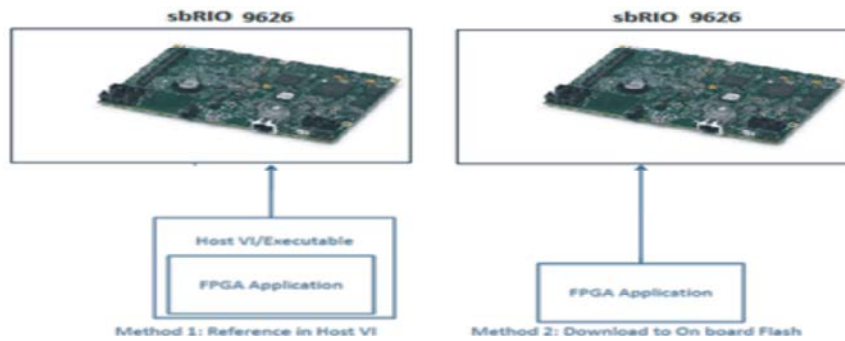 sbRIO 9626
sbRIO 9626
Host VI/Executable
FPGA Application
FPGA Application
Method 1: Reference in Host VI
Method 2: Download to On board Flash